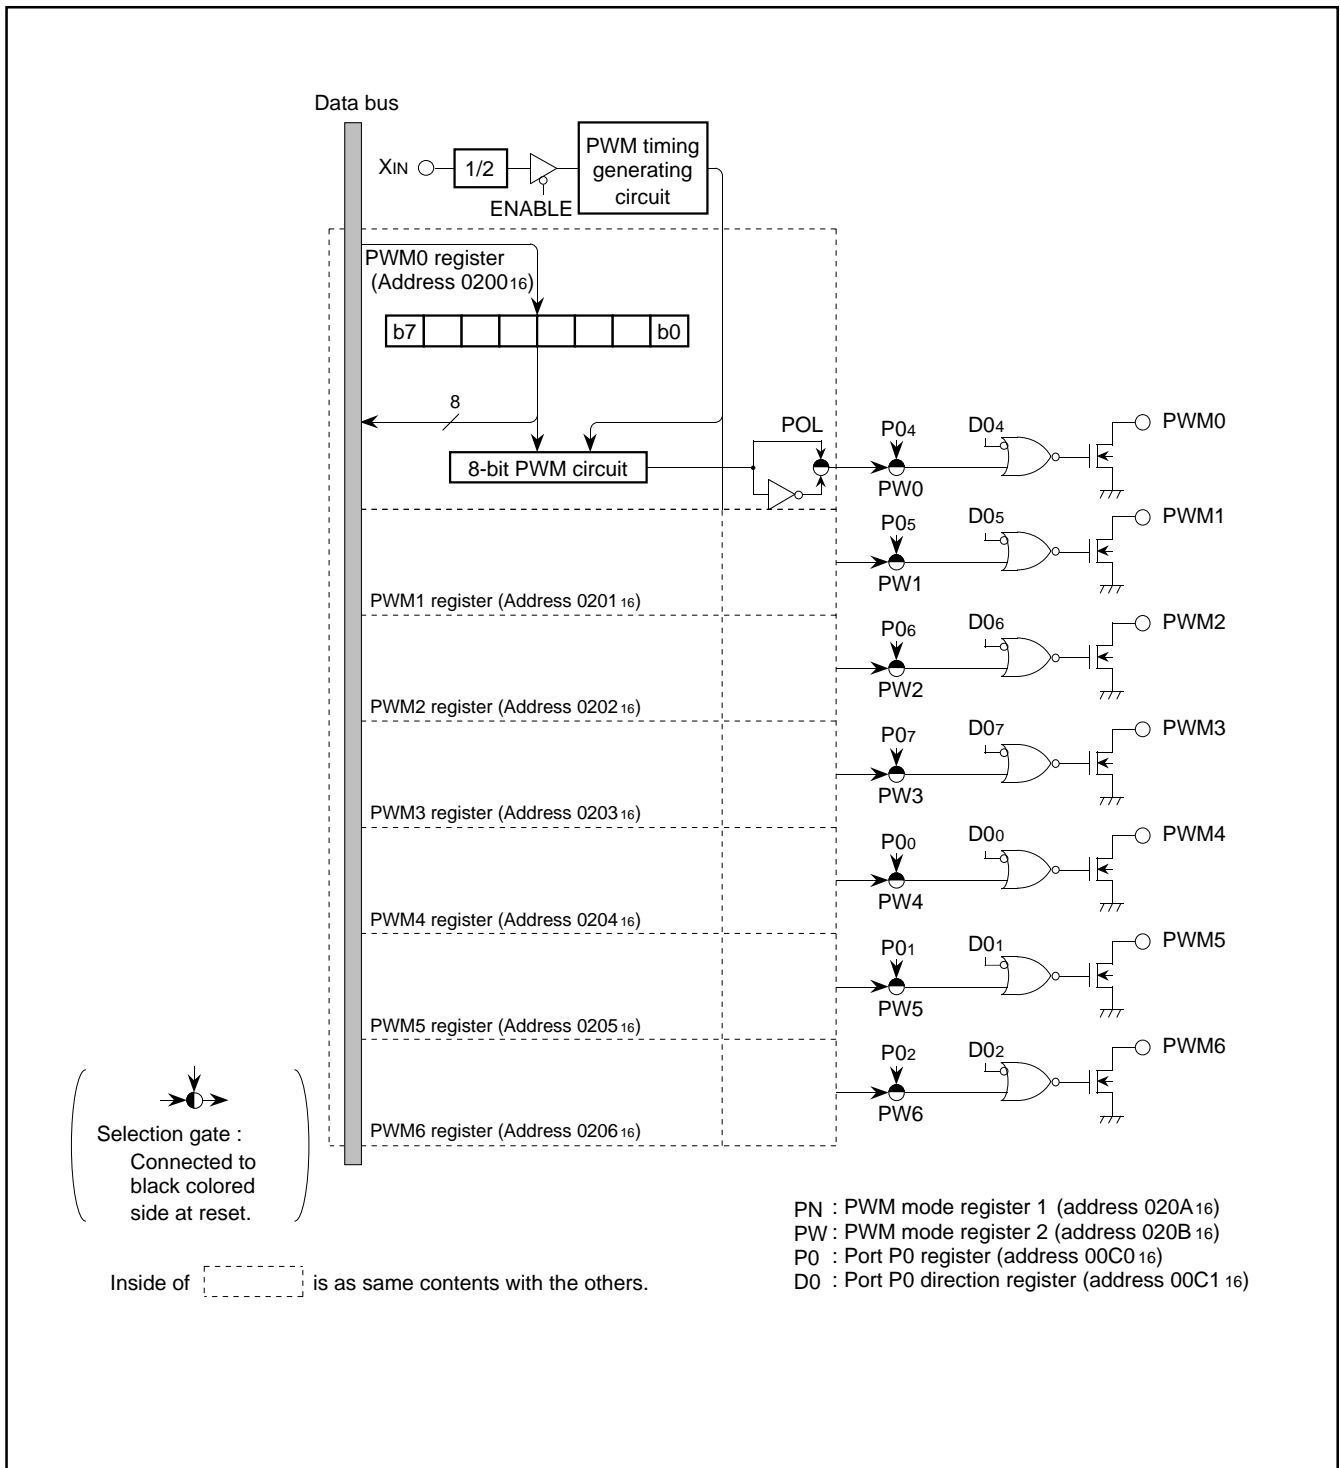 Data bus
XIN
1/2
ENABLE
PWM timing
generating
circuit
PWM0 register
(Address 020016)
b7
b0
8
8-bit PWM circuit
POL
P04
PW0
D04
PWM0
P05
PW1
D05
PWM1
PWM1 register (Address 020116)
P06
PW2
D06
PWM2
PWM2 register (Address 020216)
P07
PW3
D07
PWM3
PWM3 register (Address 020316)
P00
PW4
D00
PWM4
PWM4 register (Address 020416)
P01
PW5
D01
PWM5
PWM5 register (Address 020516)
P02
PW6
D02
PWM6
PWM6 register (Address 020616)
Selection gate :
Connected to
black colored
side at reset.
Inside of is as same contents with the others.
PN : PWM mode register 1 (address 020A16)
PW : PWM mode register 2 (address 020B16)
P0 : Port P0 register (address 00C016)
D0 : Port P0 direction register (address 00C116)